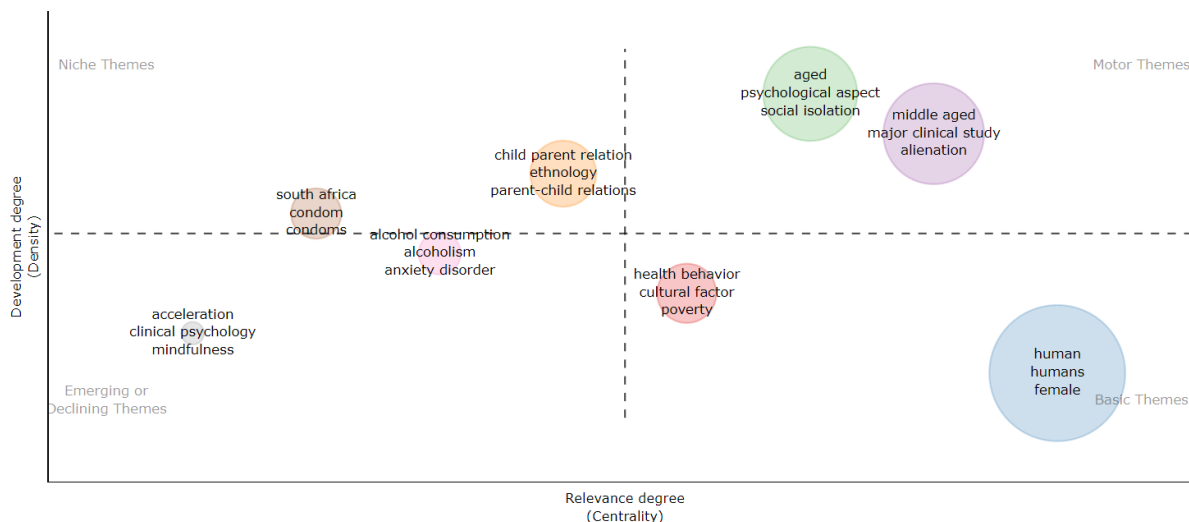 Niche Themes
Motor Themes
aged
psychological aspect
social isolation
middle aged
major clinical study
alienation
child parent relation
ethnology
parent-child relations
south africa
condom
condoms
alcohol consumption
alcoholism
anxiety disorder
health behavior
cultural factor
poverty
acceleration
clinical psychology
mindfulness
human
humans
female
Emerging or
Declining Themes
Basic Themes
Development degree
(Density)
Relevance degree
(Centrality)